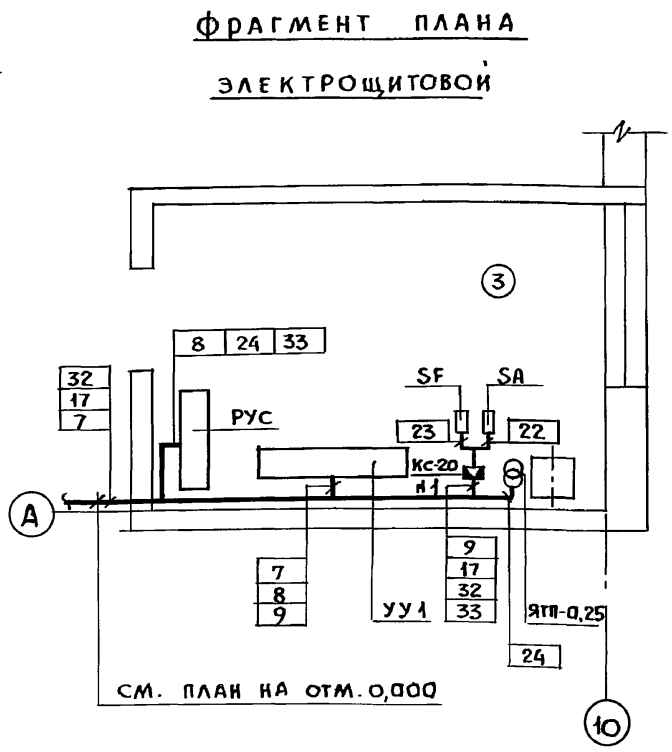 ФРАГМЕНТ ПЛАНА
ЭЛЕКТРОЩИТОВОЙ
3
8 24 33
32
17
7
РУС
SF SA
23 22
КС-20
N1
А
7
8
9
УУ1
9
17
32
33
ЯТП-0,25
24
СМ. ПЛАН НА ОТМ. 0,000
10